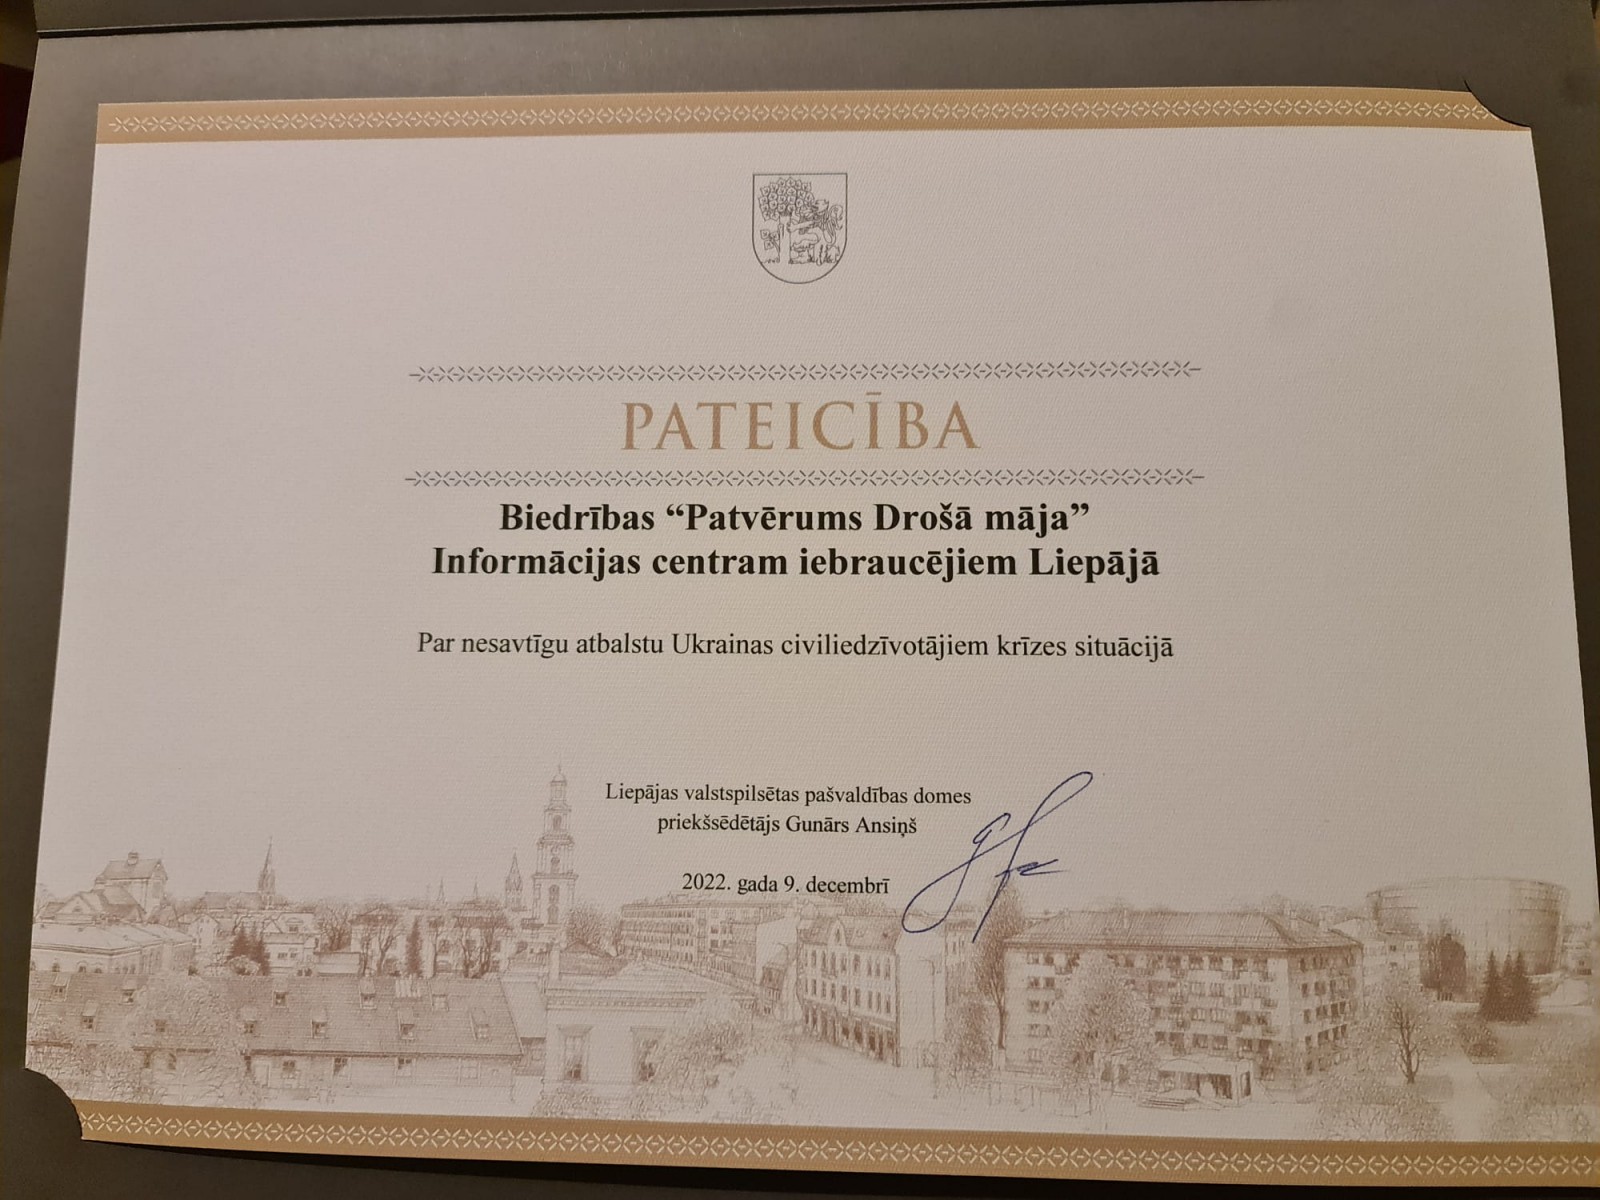 PATEICĪBA
Biedrības “Patvērums Drošā māja”
Informācijas centram iebraucējiem Liepājā
Par nesavtīgu atbalstu Ukrainas civiliedzīvotājiem krīzes situācijā
Liepājas valstspilsētas pašvaldības domes
priekšsēdētājs Gunārs Ansiņš
2022. gada 9. decembrī